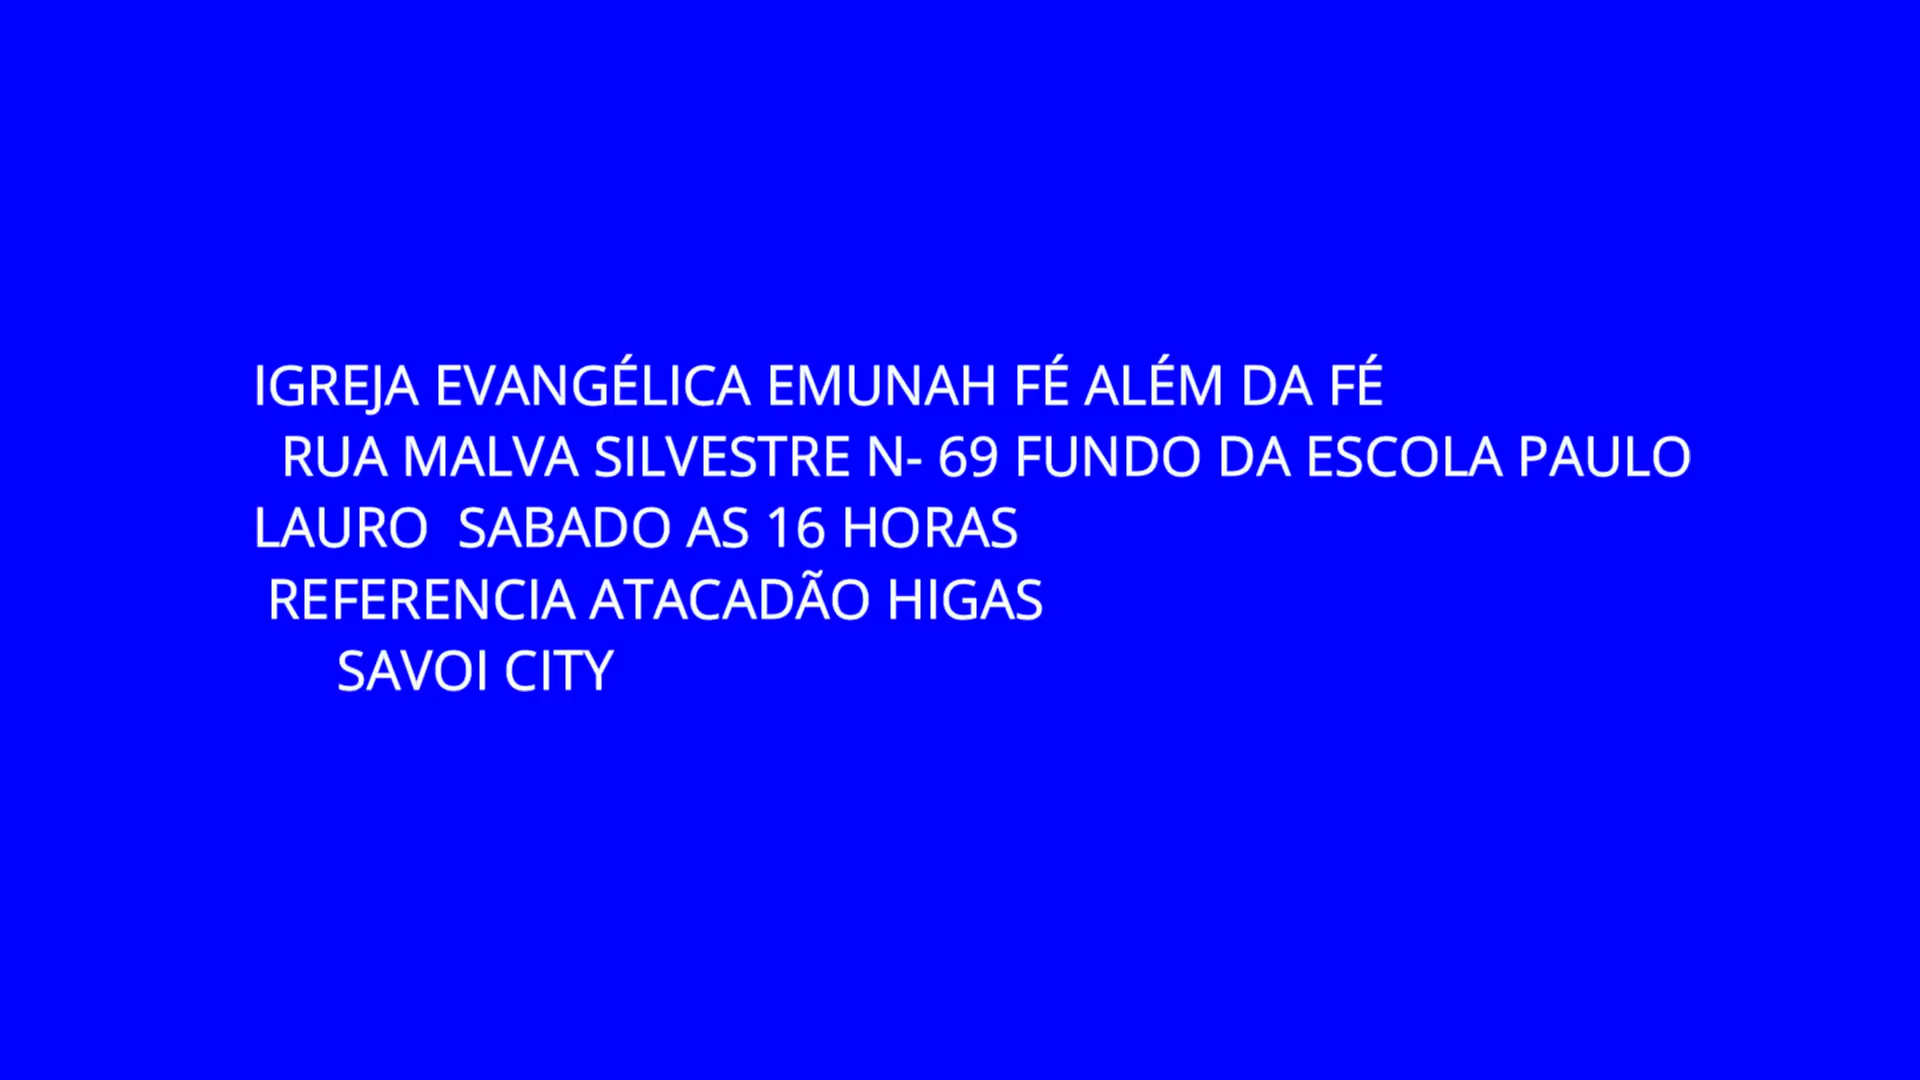 IGREJA EVANGÉLICA EMUNAH FÉ ALÉM DA FÉ
RUA MALVA SILVESTRE N- 69 FUNDO DA ESCOLA PAULO
LAURO  SABADO AS 16 HORAS
REFERENCIA ATACADÃO HIGAS
SAVOI CITY